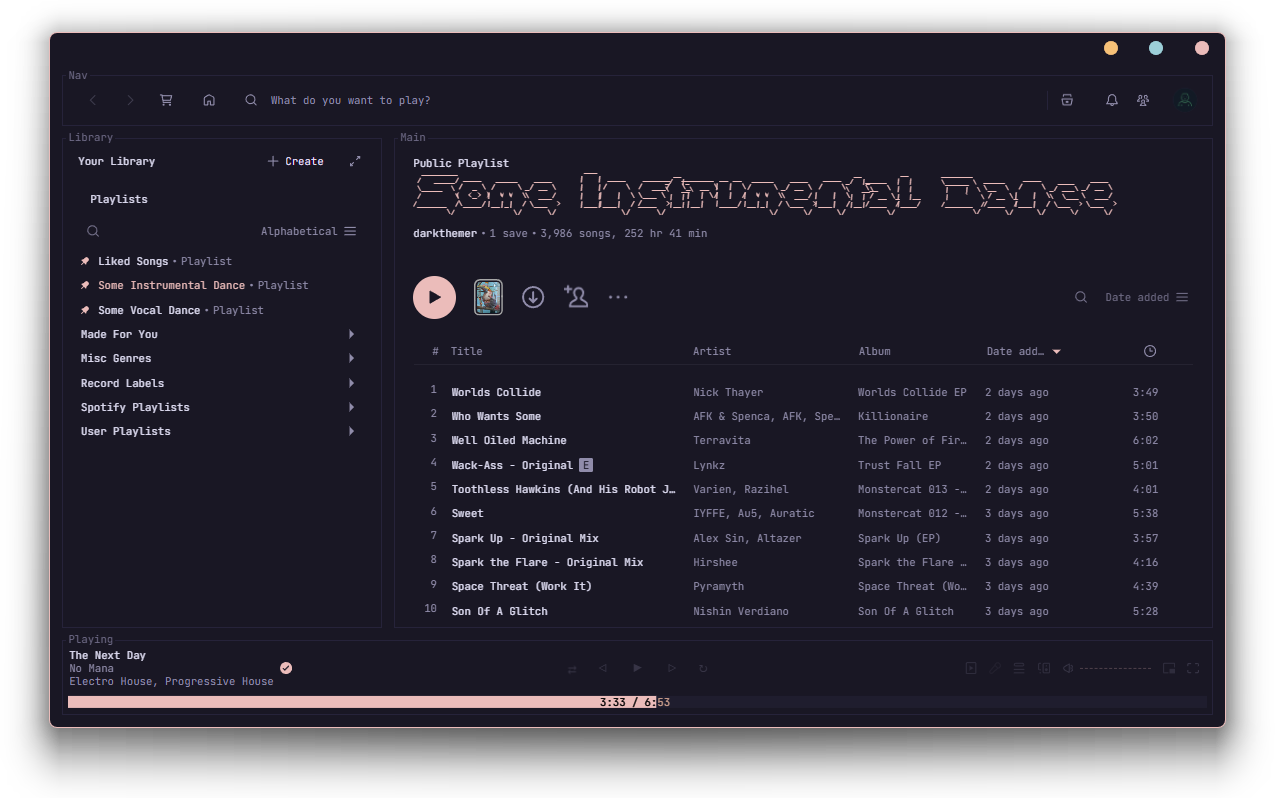 Nav
What do you want to play?
Library
Your Library
Create
Playlists
Alphabetical
Liked Songs • Playlist
Some Instrumental Dance • Playlist
Some Vocal Dance • Playlist
Made For You
Misc Genres
Record Labels
Spotify Playlists
User Playlists
Main
Public Playlist
Some Instrumental Dance
darkthemer • 1 save • 3,986 songs, 252 hr 41 min
Date added
# Title Artist Album Date add…
1 Worlds Collide Nick Thayer Worlds Collide EP 2 days ago 3:49
2 Who Wants Some AFK & Spenca, AFK, Spe… Killionaire 2 days ago 3:50
3 Well Oiled Machine Terravita The Power of Fir… 2 days ago 6:02
4 Wack-Ass - Original E Lynkz Trust Fall EP 2 days ago 5:01
5 Toothless Hawkins (And His Robot J… Varien, Razihel Monstercat 013 -… 2 days ago 4:01
6 Sweet IYFFE, Au5, Auratic Monstercat 012 -… 3 days ago 5:38
7 Spark Up - Original Mix Alex Sin, Altazer Spark Up (EP) 3 days ago 3:57
8 Spark the Flare - Original Mix Hirshee Spark the Flare … 3 days ago 4:16
9 Space Threat (Work It) Pyramyth Space Threat (Wo… 3 days ago 4:39
10 Son Of A Glitch Nishin Verdiano Son Of A Glitch 3 days ago 5:28
Playing
The Next Day
No Mana
Electro House, Progressive House
3:33 / 6:53